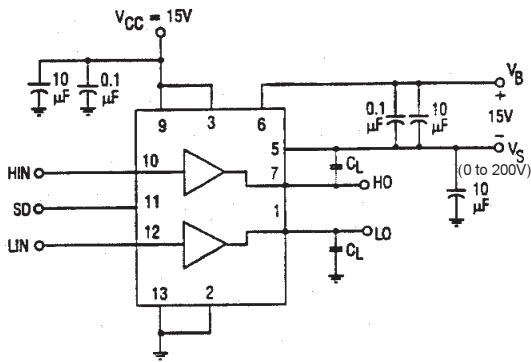 VCC = 15V
10 μF
0.1 μF
9
3
6
0.1 μF
10 μF
VB
+
15V
−
VS
(0 to 200V)
10 μF
5
CL
7
HO
HIN
10
SD
11
1
LIN
12
LO
CL
13
2